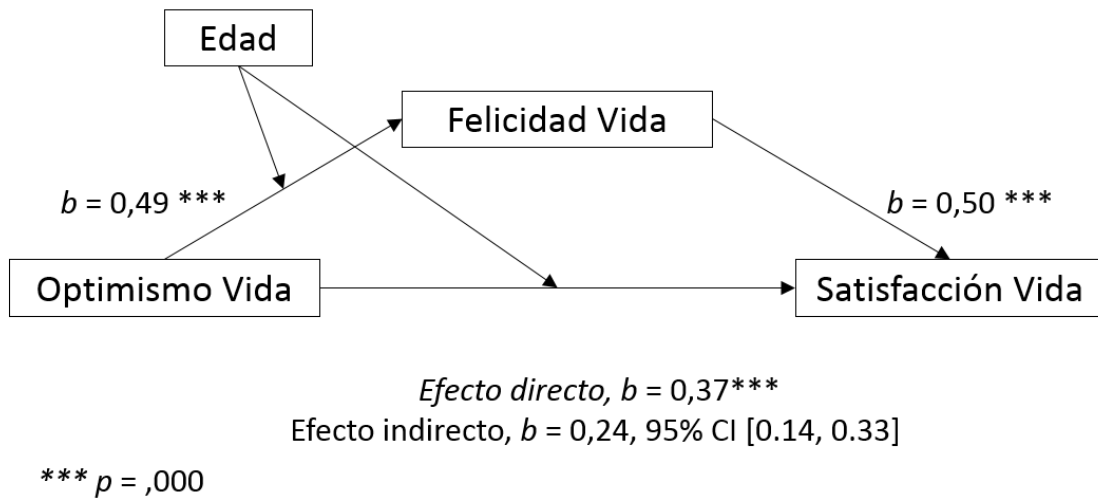 Edad
Felicidad Vida
b = 0,49 ***
b = 0,50 ***
Optimismo Vida
Satisfacción Vida
Efecto directo, b = 0,37***
Efecto indirecto, b = 0,24, 95% CI [0.14, 0.33]
*** p = ,000